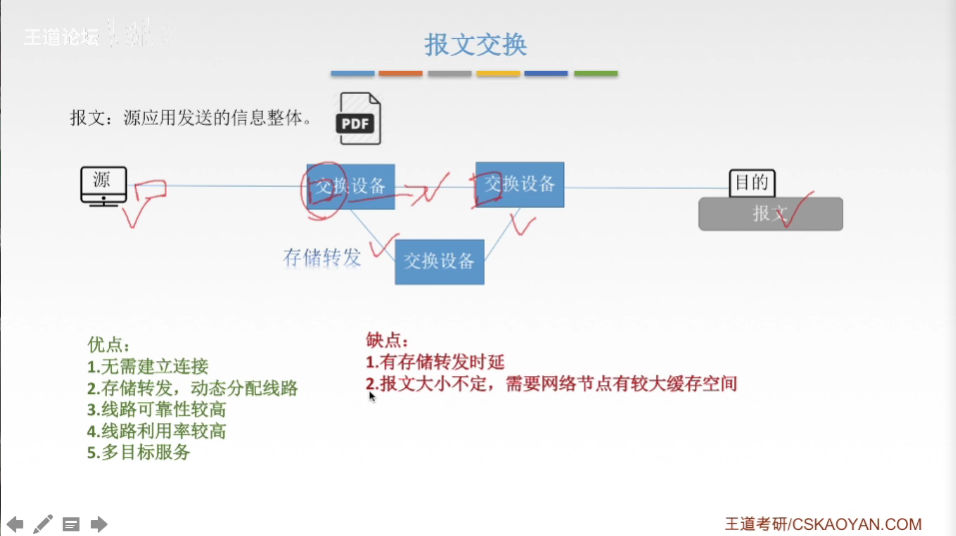 王道论坛
报文交换
报文：源应用发送的信息整体。
PDF
源
交换设备
交换设备
目的
报文
存储转发
交换设备
优点：
1.无需建立连接
2.存储转发，动态分配线路
3.线路可靠性较高
4.线路利用率较高
5.多目标服务
缺点：
1.有存储转发时延
2.报文大小不定，需要网络节点有较大缓存空间
王道考研/CSKAOYAN.COM